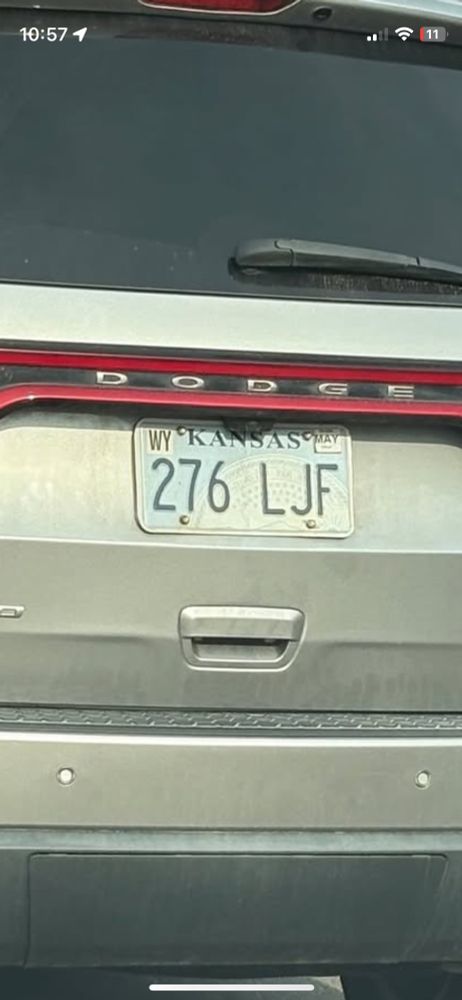 10:57
11
DODGE
WY KANSAS MAY
276 LJF